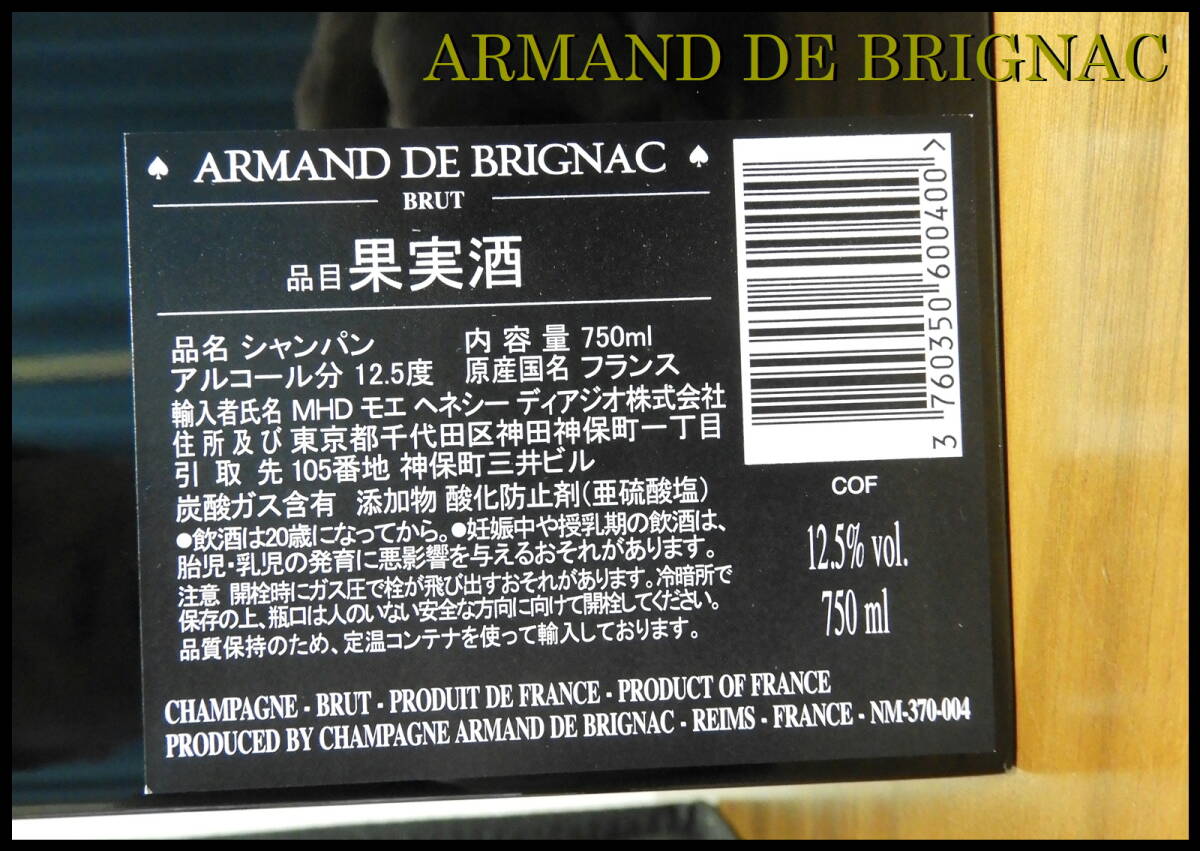 ARMAND DE BRIGNAC
♠ ARMAND DE BRIGNAC ♠
BRUT
品目 果実酒
品名 シャンパン 内容量 750ml
アルコール分 12.5度 原産国名 フランス
輸入者氏名 MHD モエ ヘネシー ディアジオ株式会社
住所及び 東京都千代田区神田神保町一丁目
引取先 105番地 神保町三井ビル
炭酸ガス含有 添加物 酸化防止剤(亜硫酸塩)
●飲酒は20歳になってから。●妊娠中や授乳期の飲酒は、
胎児・乳児の発育に悪影響を与えるおそれがあります。
注意 開栓時にガス圧で栓が飛び出すおそれがあります。冷暗所で
保存の上、瓶口は人のいない安全な方向に向けて開栓してください。
品質保持のため、定温コンテナを使って輸入しております。
3 760350 600400 >
COF
12.5% vol.
750 ml
CHAMPAGNE - BRUT - PRODUIT DE FRANCE - PRODUCT OF FRANCE
PRODUCED BY CHAMPAGNE ARMAND DE BRIGNAC - REIMS - FRANCE - NM-370-004